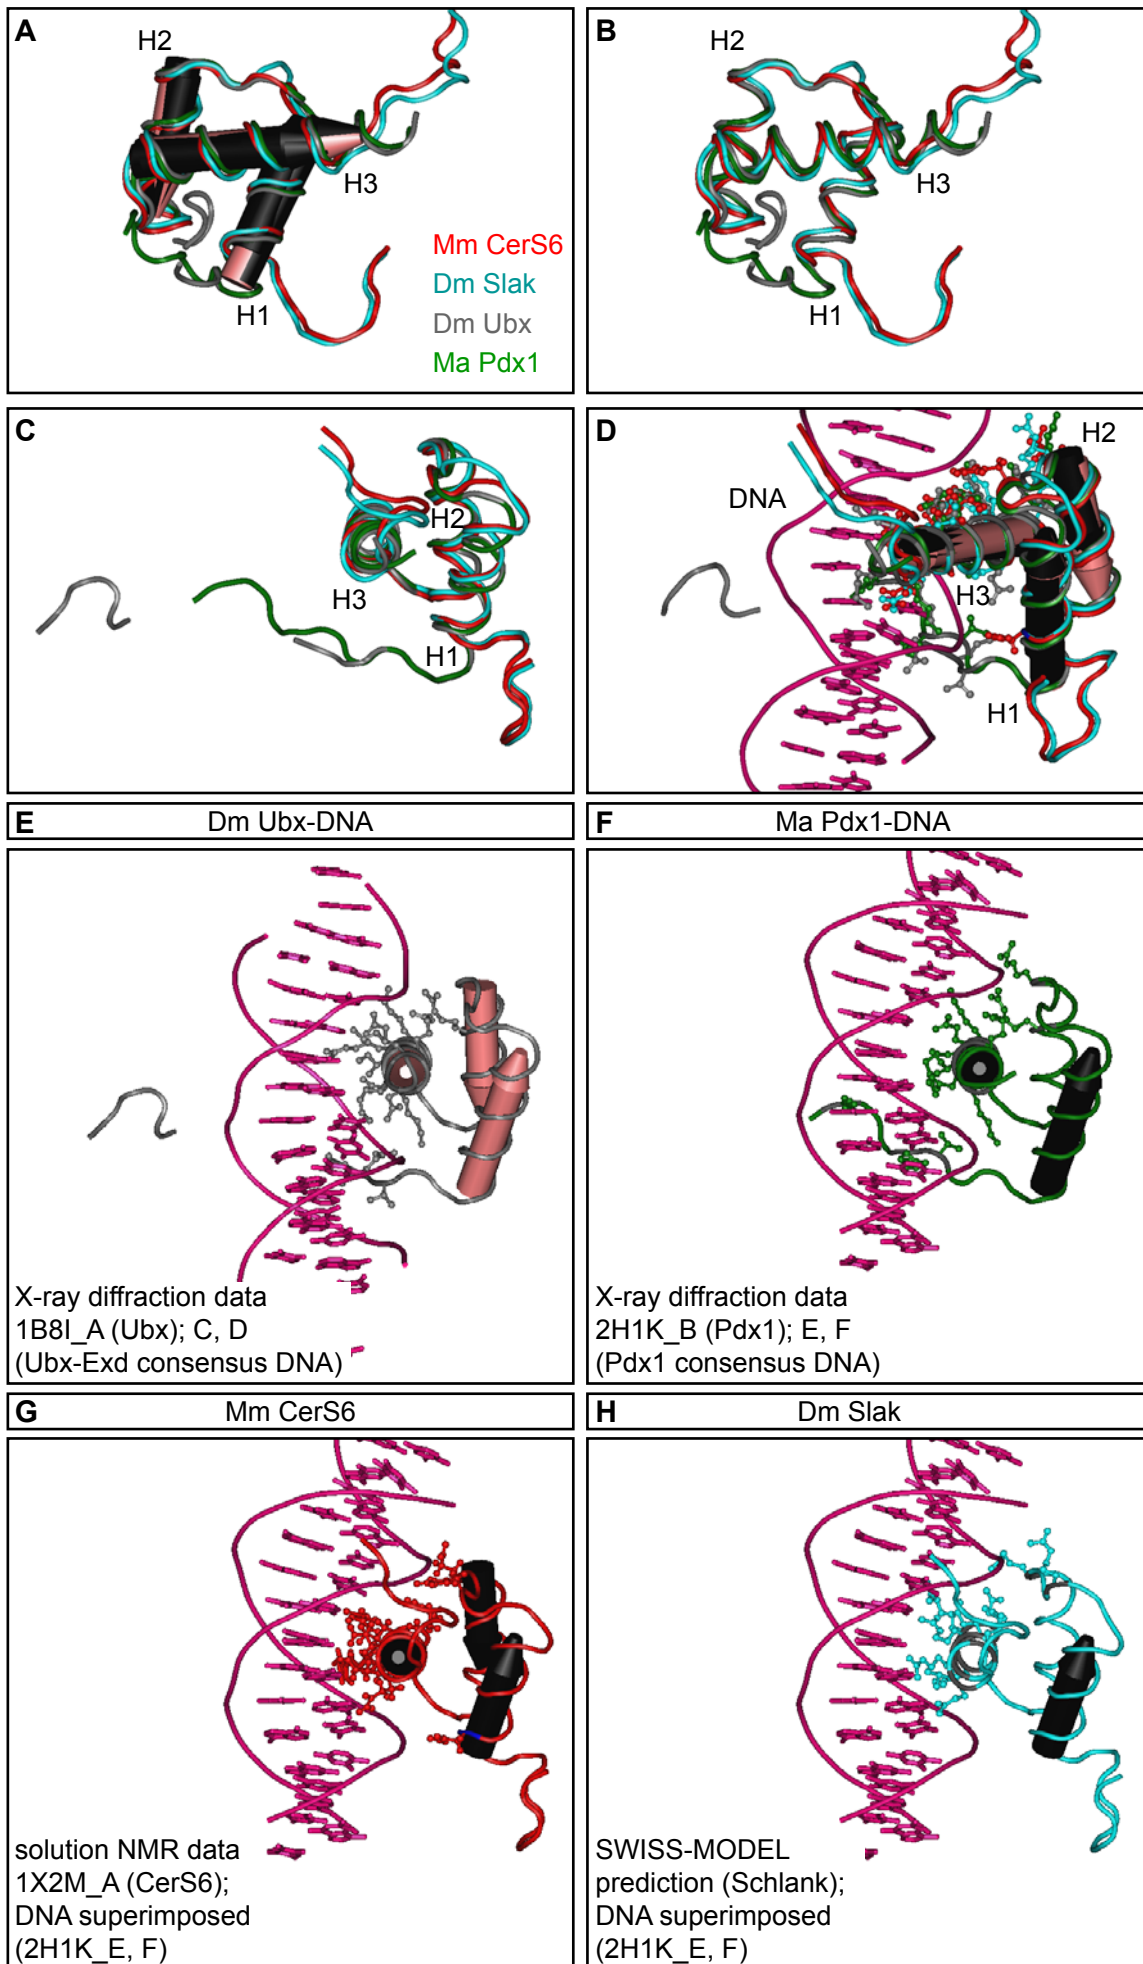 A
H2
H3
H1
Mm CerS6
Dm Slak
Dm Ubx
Ma Pdx1
B
H2
H3
H1
C
H2
H3
H1
D
H2
DNA
H3
H1
E Dm Ubx-DNA
X-ray diffraction data
1B8I_A (Ubx); C, D
(Ubx-Exd consensus DNA)
F Ma Pdx1-DNA
X-ray diffraction data
2H1K_B (Pdx1); E, F
(Pdx1 consensus DNA)
G Mm CerS6
solution NMR data
1X2M_A (CerS6);
DNA superimposed
(2H1K_E, F)
H Dm Slak
SWISS-MODEL
prediction (Schlank);
DNA superimposed
(2H1K_E, F)